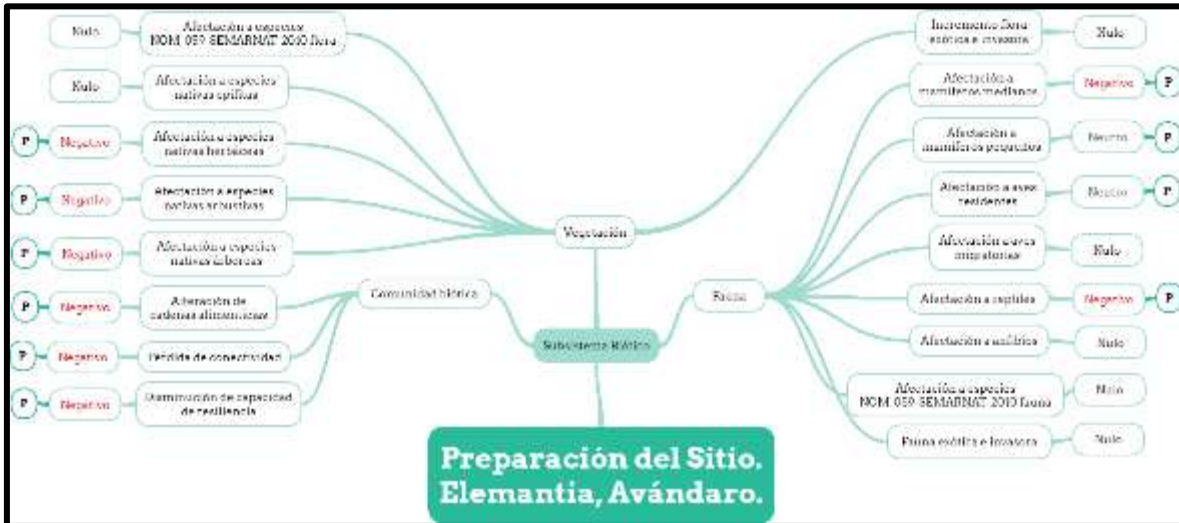 Nulo
Afectación a especies
NOM-059-SEMARNAT-2010 flora
Nulo
Afectación a especies
nativas epífitas
P
Negativo
Afectación a especies
nativas herbáceas
P
Negativo
Afectación a especies
nativas arbustivas
P
Negativo
Afectación a especies
nativas árboreas
P
Negativo
Alteración de
cadenas alimenticias
P
Negativo
Pérdida de conectividad
P
Negativo
Disminución de capacidad
de resiliencia
Comunidad biótica
Vegetación
Subsistema Biótico
Fauna
Incremento flora
exótica e invasora
Nulo
Afectación a
mamíferos medianos
Negativo
P
Afectación a
mamíferos pequeños
Neutro
P
Afectación a aves
residentes
Neutro
P
Afectación a aves
migratorias
Nulo
Afectación a reptiles
Negativo
P
Afectación a anfibios
Nulo
Afectación a especies
NOM-059-SEMARNAT-2010 fauna
Nulo
Fauna exótica e invasora
Nulo
Preparación del Sitio.
Elemantia, Avándaro.